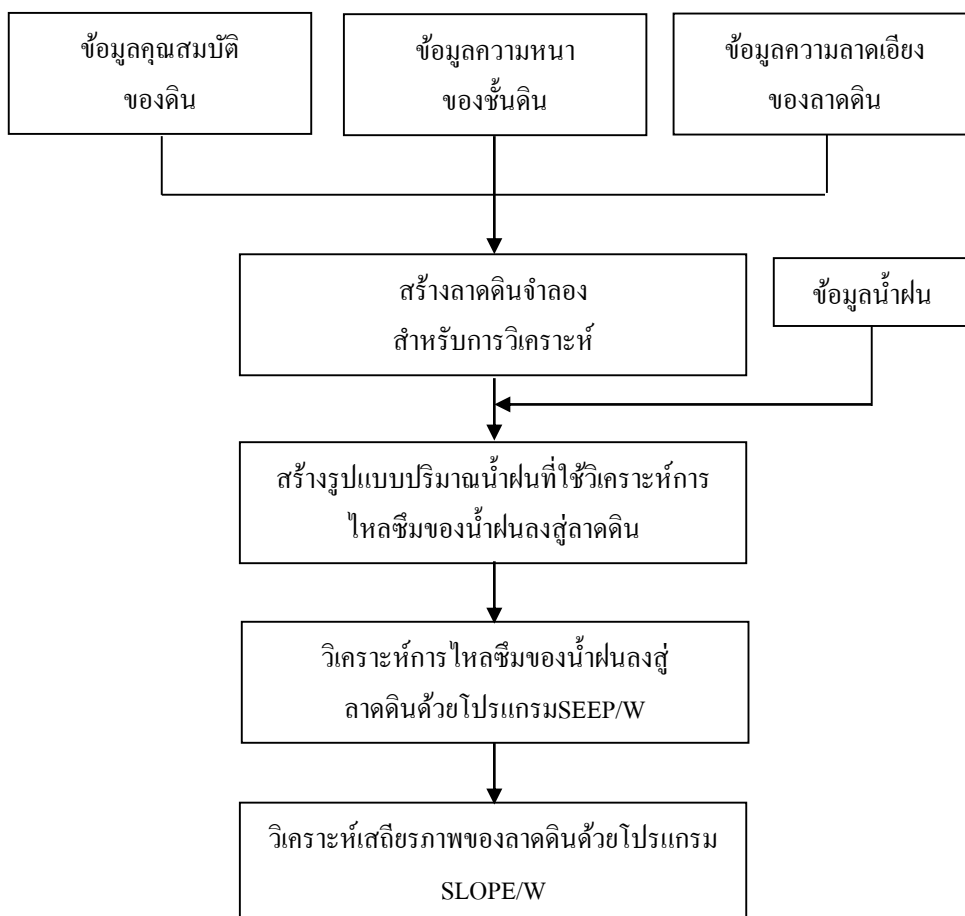 ข้อมูลคุณสมบัติ
ของดิน
ข้อมูลความหนา
ของชั้นดิน
ข้อมูลความลาดเอียง
ของลาดดิน
สร้างลาดดินจำลอง
สำหรับการวิเคราะห์
ข้อมูลน้ำฝน
สร้างรูปแบบปริมาณน้ำฝนที่ใช้วิเคราะห์การ
ไหลซึมของน้ำฝนลงสู่ลาดดิน
วิเคราะห์การไหลซึมของน้ำฝนลงสู่
ลาดดินด้วยโปรแกรมSEEP/W
วิเคราะห์เสถียรภาพของลาดดินด้วยโปรแกรม
SLOPE/W